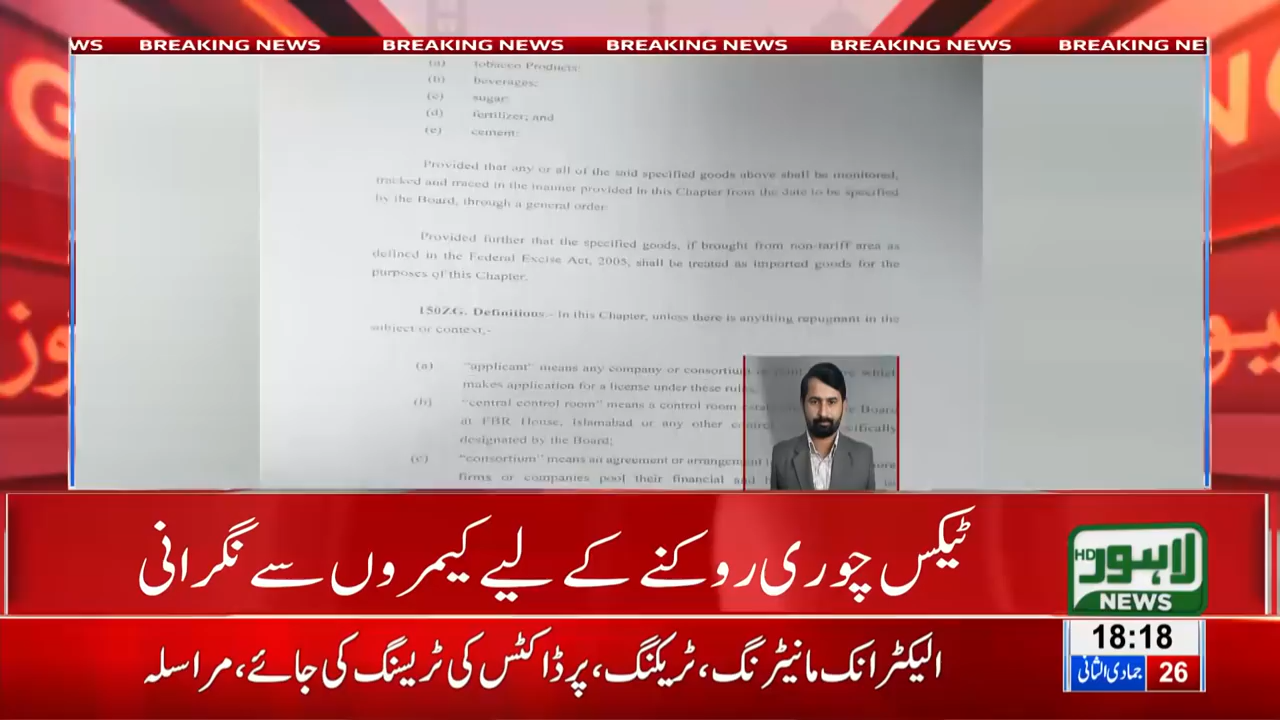 WS BREAKING NEWS BREAKING NEWS BREAKING NEWS BREAKING NEWS BREAKING NE
(a) tobacco Products;
(b) beverages;
(c) sugar;
(d) fertilizer; and
(e) cement:
Provided that any or all of the said specified goods above shall be monitored,
tracked and traced in the manner provided in this Chapter from the date to be specified
by the Board, through a general order:
Provided further that the specified goods, if brought from non-tariff area as
defined in the Federal Excise Act, 2005, shall be treated as imported goods for the
purposes of this Chapter.
150ZG. Definitions.- In this Chapter, unless there is anything repugnant in the
subject or context,-
(a) "applicant" means any company or consortium which
makes application for a license under these rules
(b) "central control room" means a control room Board
at FBR House, Islamabad or any other
designated by the Board;
(c) "consortium" means an agreement or arrangement
firms or companies pool their financial and
ٹیکس چوری روکنے کے لیے کیمروں سے نگرانی
HD لاہور
NEWS
الیکٹرانک مانیٹرنگ، ٹریکنگ، پرڈاکٹس کی ٹریسنگ کی جائے، مراسلہ
18:18
جمادی الثانی 26